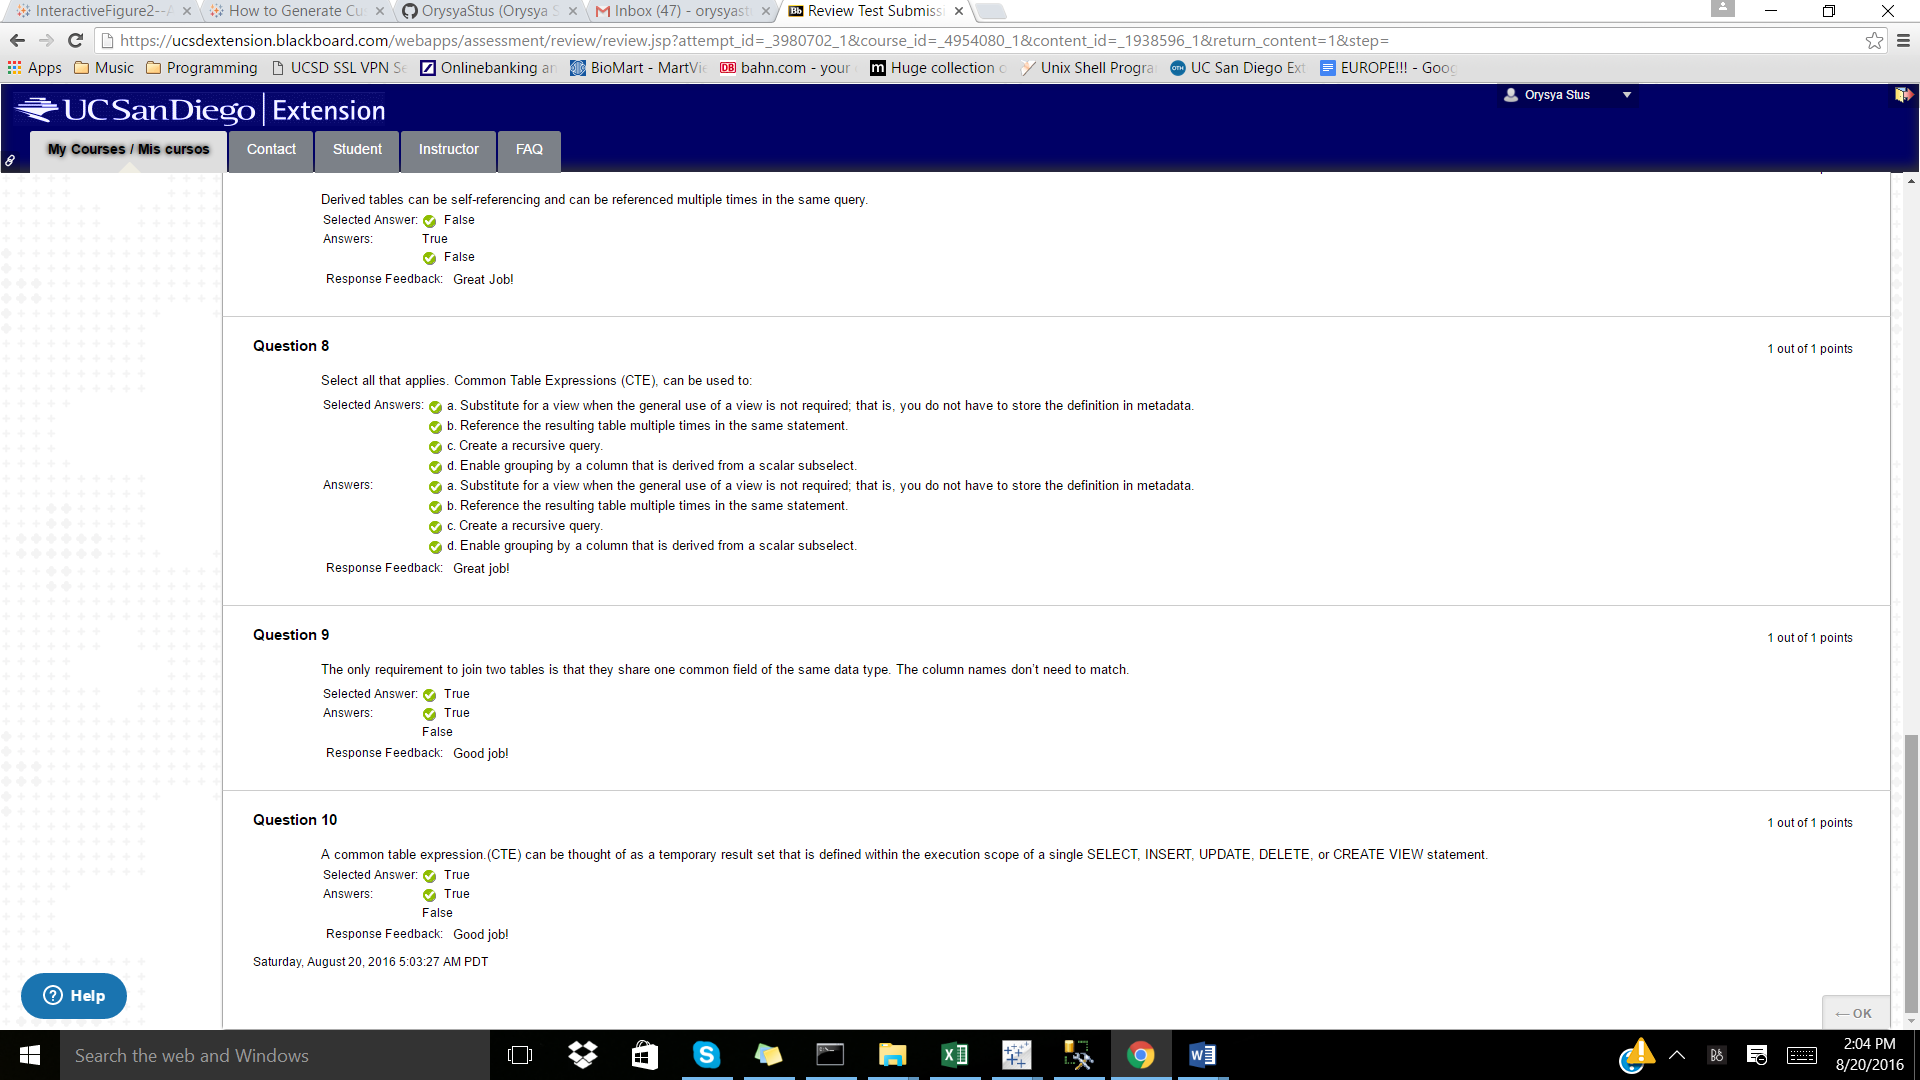 InteractiveFigure2--A
How to Generate Cu
OrysyaStus (Orysya S
Inbox (47) - orysyast
Review Test Submiss
https://ucsdextension.blackboard.com/webapps/assessment/review/review.jsp?attempt_id=_3980702_1&course_id=_4954080_1&content_id=_1938596_1&return_content=1&step=
Apps Music Programming UCSD SSL VPN Se Onlinebanking an BioMart - MartVie bahn.com - your Huge collection o Unix Shell Progra UC San Diego Ext EUROPE!!! - Goog
UC San Diego Extension
Orysya Stus
My Courses / Mis cursos Contact Student Instructor FAQ
Derived tables can be self-referencing and can be referenced multiple times in the same query.
Selected Answer: False
Answers: True
False
Response Feedback: Great Job!
Question 8
1 out of 1 points
Select all that applies. Common Table Expressions (CTE), can be used to:
Selected Answers: a. Substitute for a view when the general use of a view is not required; that is, you do not have to store the definition in metadata.
b. Reference the resulting table multiple times in the same statement.
c. Create a recursive query.
d. Enable grouping by a column that is derived from a scalar subselect.
Answers: a. Substitute for a view when the general use of a view is not required; that is, you do not have to store the definition in metadata.
b. Reference the resulting table multiple times in the same statement.
c. Create a recursive query.
d. Enable grouping by a column that is derived from a scalar subselect.
Response Feedback: Great job!
Question 9
1 out of 1 points
The only requirement to join two tables is that they share one common field of the same data type. The column names don't need to match.
Selected Answer: True
Answers: True
False
Response Feedback: Good job!
Question 10
1 out of 1 points
A common table expression.(CTE) can be thought of as a temporary result set that is defined within the execution scope of a single SELECT, INSERT, UPDATE, DELETE, or CREATE VIEW statement.
Selected Answer: True
Answers: True
False
Response Feedback: Good job!
Saturday, August 20, 2016 5:03:27 AM PDT
Help
← OK
Search the web and Windows
2:04 PM
8/20/2016